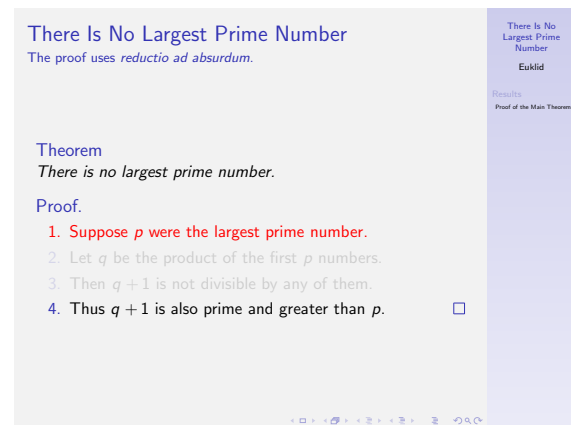 There Is No Largest Prime Number
The proof uses reductio ad absurdum.
Theorem
There is no largest prime number.
Proof.
1. Suppose p were the largest prime number.
2. Let q be the product of the first p numbers.
3. Then q + 1 is not divisible by any of them.
4. Thus q + 1 is also prime and greater than p.
There Is No
Largest Prime
Number
Euklid
Results
Proof of the Main Theorem